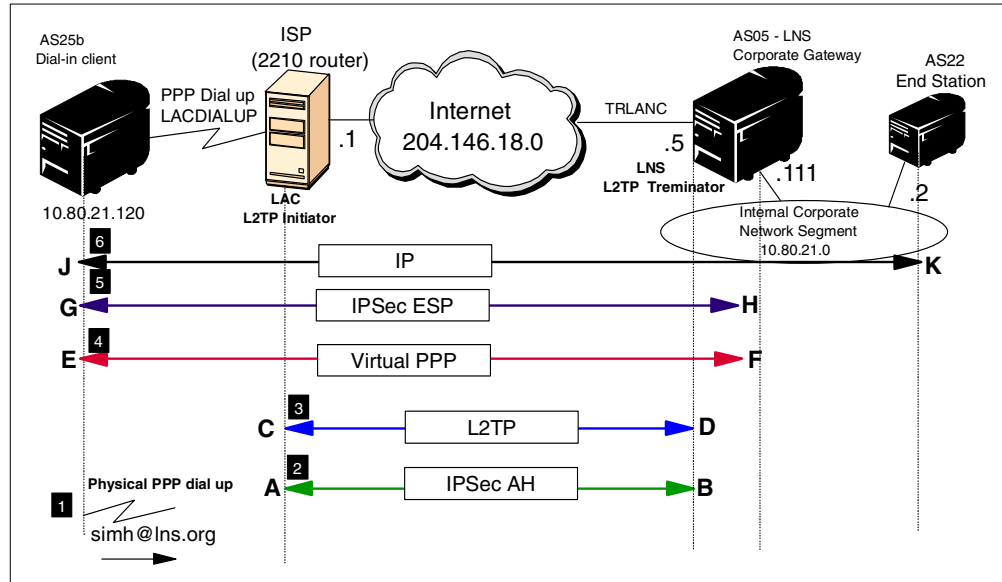 AS25b
Dial-in client
ISP
(2210 router)
AS05 - LNS
Corporate Gateway
AS22
End Station
PPP Dial up
LACDIALUP
.1
Internet
204.146.18.0
TRLANC
.5
LNS
L2TP Treminator
.111
.2
10.80.21.120
LAC
L2TP Initiator
Internal Corporate
Network Segment
10.80.21.0
6
J
IP
K
5
G
IPSec ESP
H
4
E
Virtual PPP
F
3
C
L2TP
D
2
A
IPSec AH
B
1
Physical PPP dial up
simh@lns.org